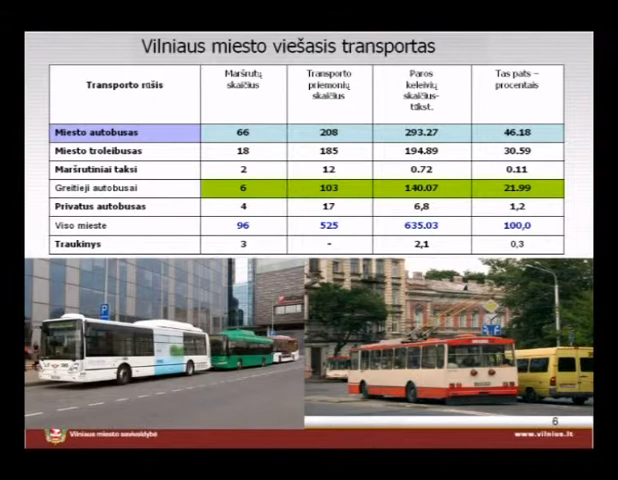 Vilniaus miesto viešasis transportas
Transporto rūšis
Maršrutų skaičius
Transporto priemonių skaičius
Paros keleivių skaičius- tūkst.
Tas pats – procentais
Miesto autobusas 66 208 293.27 46.18
Miesto troleibusas 18 185 194.89 30.59
Maršrutiniai taksi 2 12 0.72 0.11
Greitieji autobusai 6 103 140.07 21.99
Privatus autobusas 4 17 6,8 1,2
Viso mieste 96 525 635.03 100,0
Traukinys 3 - 2,1 0,3
6
Vilniaus miesto savivaldybė
www.vilnius.lt